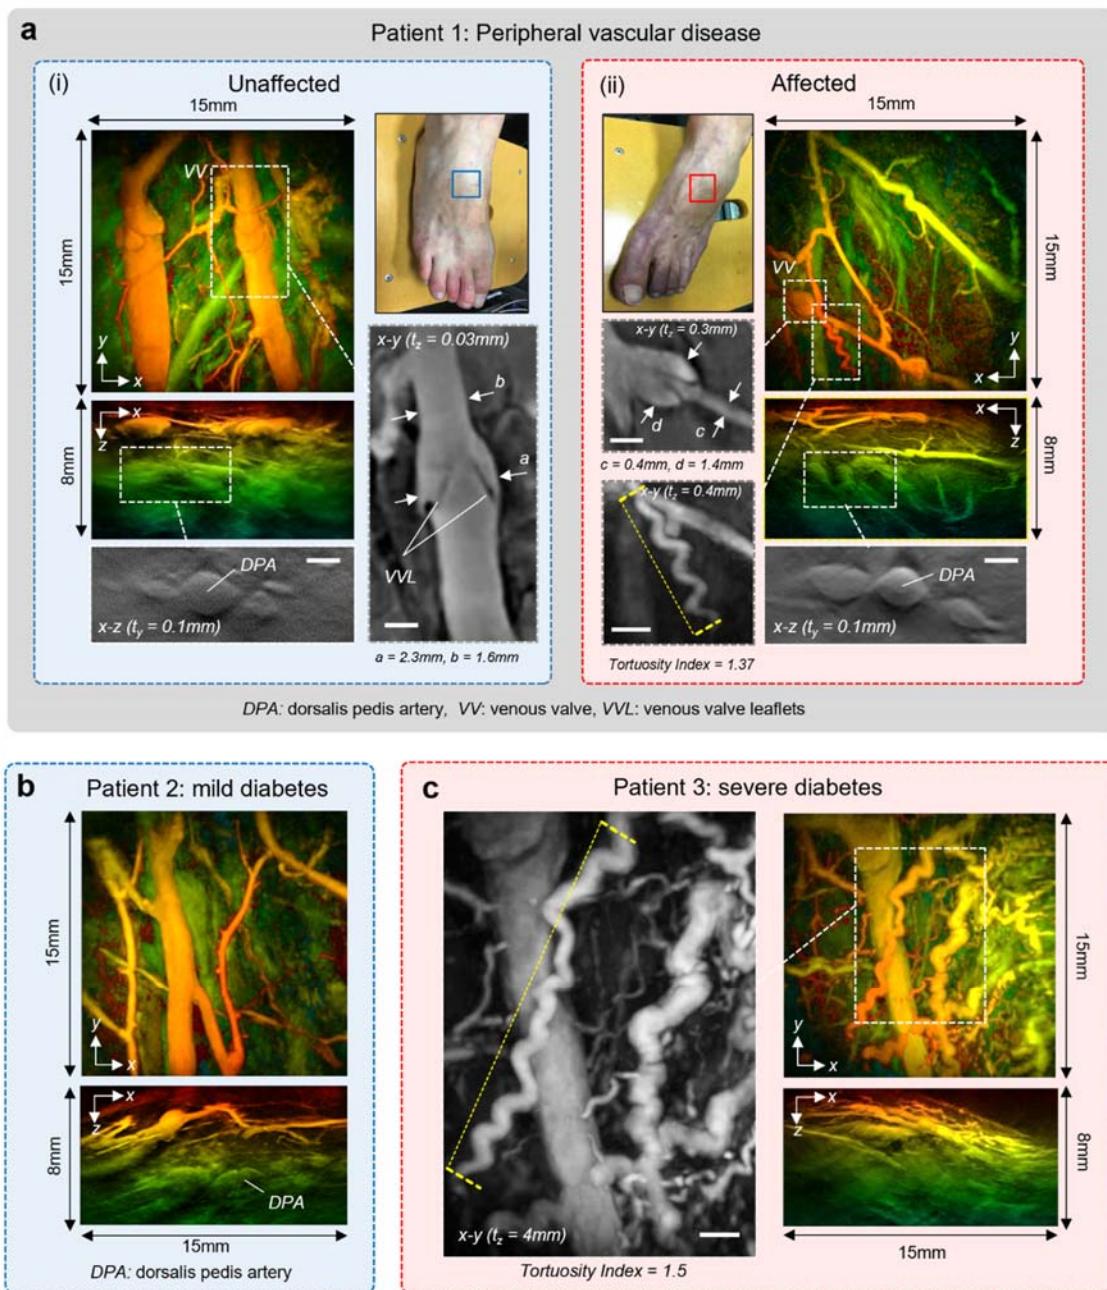 a
Patient 1: Peripheral vascular disease
(i)
Unaffected
15mm
15mm
VV
y
x
x
z
8mm
DPA
x-z (ty = 0.1mm)
x-y (tz = 0.03mm)
b
a
VVL
a = 2.3mm, b = 1.6mm
(ii)
Affected
15mm
x-y (tz = 0.3mm)
d
c
c = 0.4mm, d = 1.4mm
x-y (tz = 0.4mm)
Tortuosity Index = 1.37
VV
15mm
y
x
x
z
8mm
DPA
x-z (ty = 0.1mm)
DPA: dorsalis pedis artery, VV: venous valve, VVL: venous valve leaflets
b
Patient 2: mild diabetes
15mm
y
x
x
z
8mm
DPA
15mm
DPA: dorsalis pedis artery
c
Patient 3: severe diabetes
x-y (tz = 4mm)
Tortuosity Index = 1.5
15mm
y
x
x
z
8mm
15mm